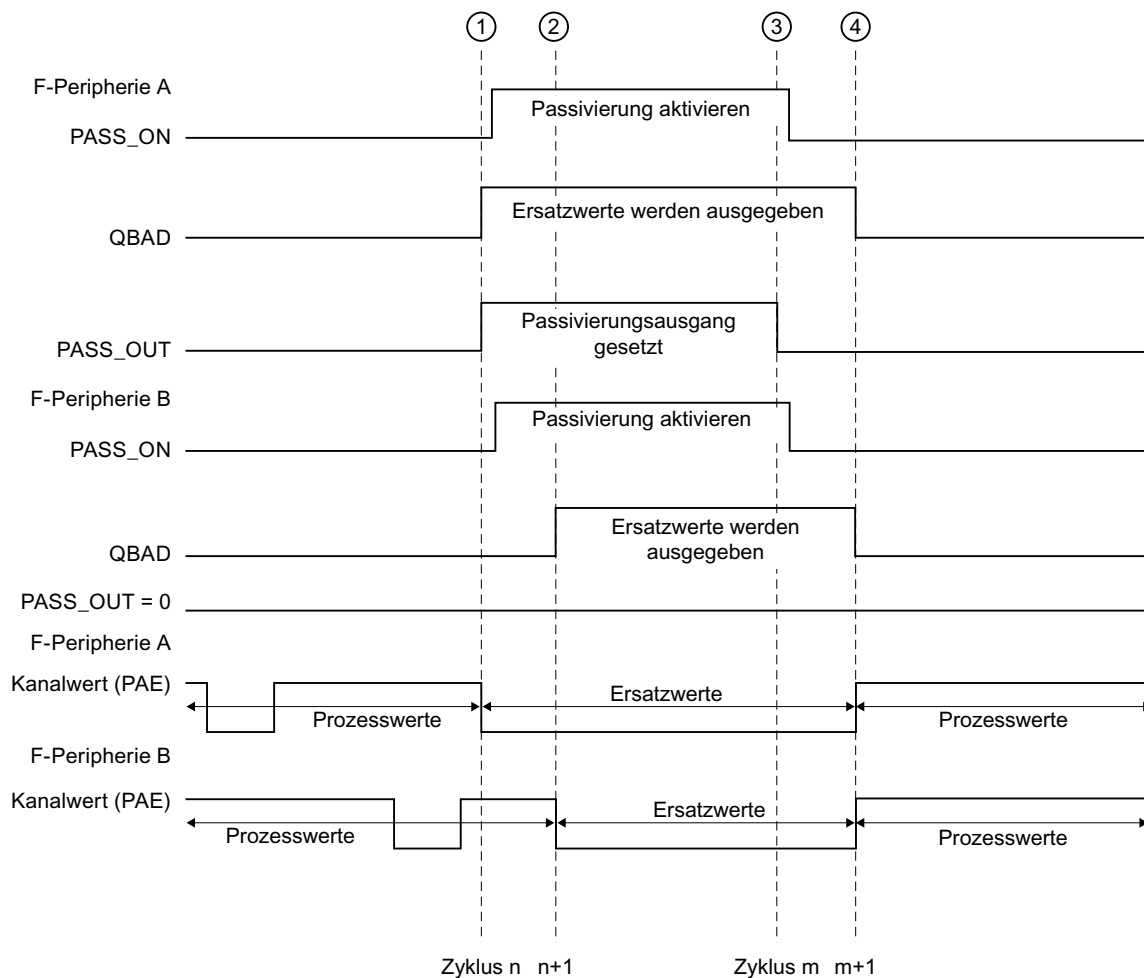 1 2 3 4
F-Peripherie A
Passivierung aktivieren
PASS_ON
Ersatzwerte werden ausgegeben
QBAD
Passivierungsausgang
gesetzt
PASS_OUT
F-Peripherie B
Passivierung aktivieren
PASS_ON
Ersatzwerte werden
ausgegeben
QBAD
PASS_OUT = 0
F-Peripherie A
Kanalwert (PAE)
Ersatzwerte
Prozesswerte
Prozesswerte
F-Peripherie B
Kanalwert (PAE)
Ersatzwerte
Prozesswerte
Prozesswerte
Zyklus n n+1 Zyklus m m+1